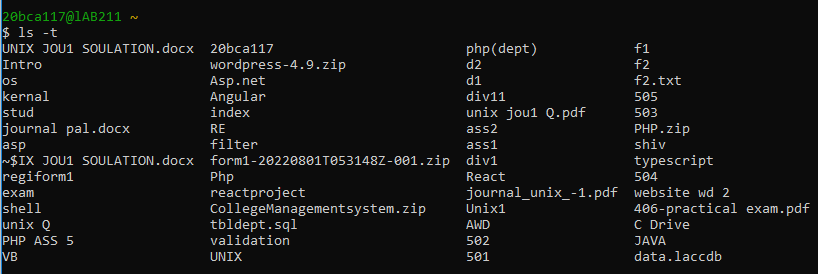 20bca117@lAB211 ~
$ ls -t
UNIX JOU1 SOULATION.docx  20bca117                       php(dept)            f1
Intro                     wordpress-4.9.zip              d2                   f2
os                        Asp.net                        d1                   f2.txt
kernal                    Angular                        div11                505
stud                      index                          unix jou1 Q.pdf      503
journal pal.docx          RE                             ass2                 PHP.zip
asp                       filter                         ass1                 shiv
~$IX JOU1 SOULATION.docx  form1-20220801T053148Z-001.zip div1                 typescript
regiform1                 Php                            React                504
exam                      reactproject                   journal_unix_-1.pdf  website wd 2
shell                     CollegeManagementsystem.zip    Unix1                406-practical exam.pdf
unix Q                    tbldept.sql                    AWD                  C Drive
PHP ASS 5                 validation                     502                  JAVA
VB                        UNIX                           501                  data.laccdb